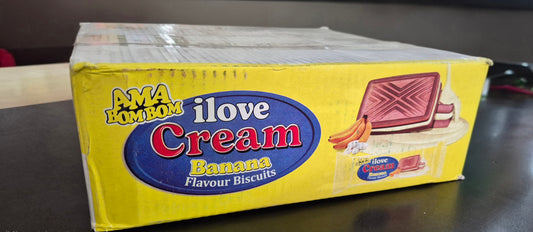 AMA
BOM BOM
ilove
Cream
Banana
Flavour Biscuits
ilove
Cream
Banana